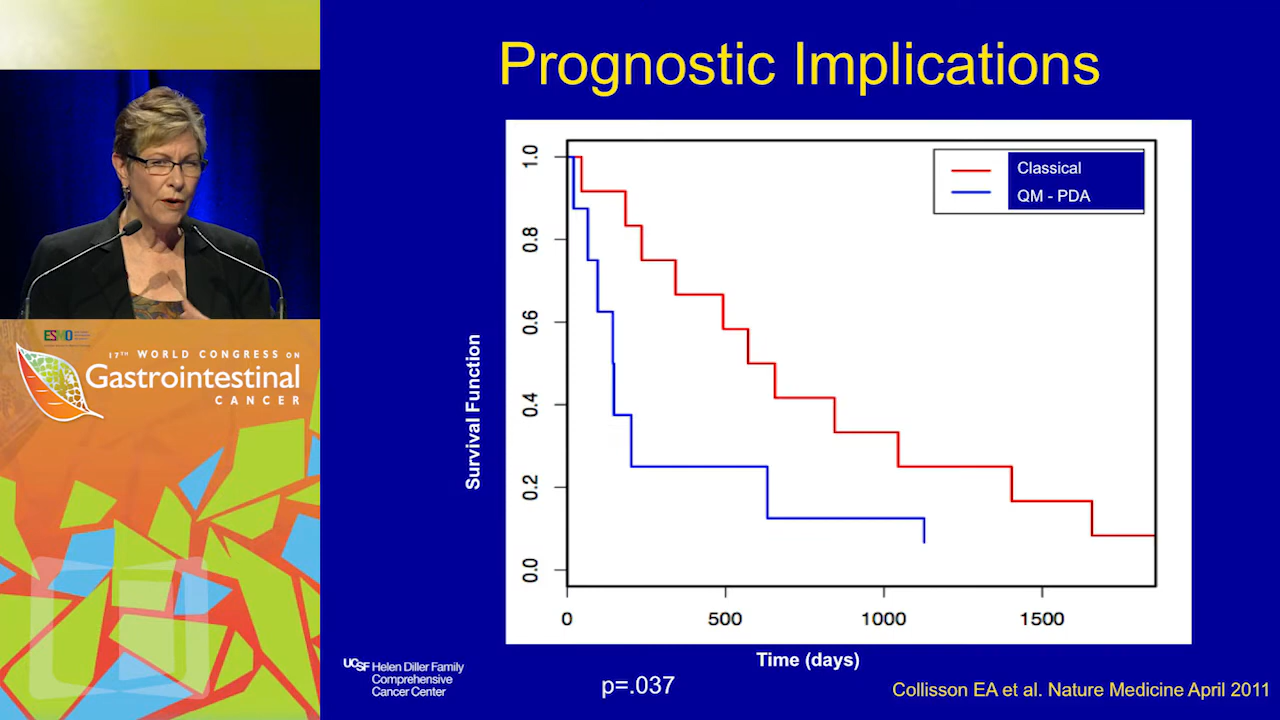 Prognostic Implications
Classical
QM - PDA
1.0
0.8
0.6
0.4
0.2
0.0
Survival Function
0 500 1000 1500
Time (days)
p=.037
UCSF Helen Diller Family
Comprehensive
Cancer Center
Collisson EA et al. Nature Medicine April 2011
ESMO
17TH WORLD CONGRESS ON
Gastrointestinal
CANCER